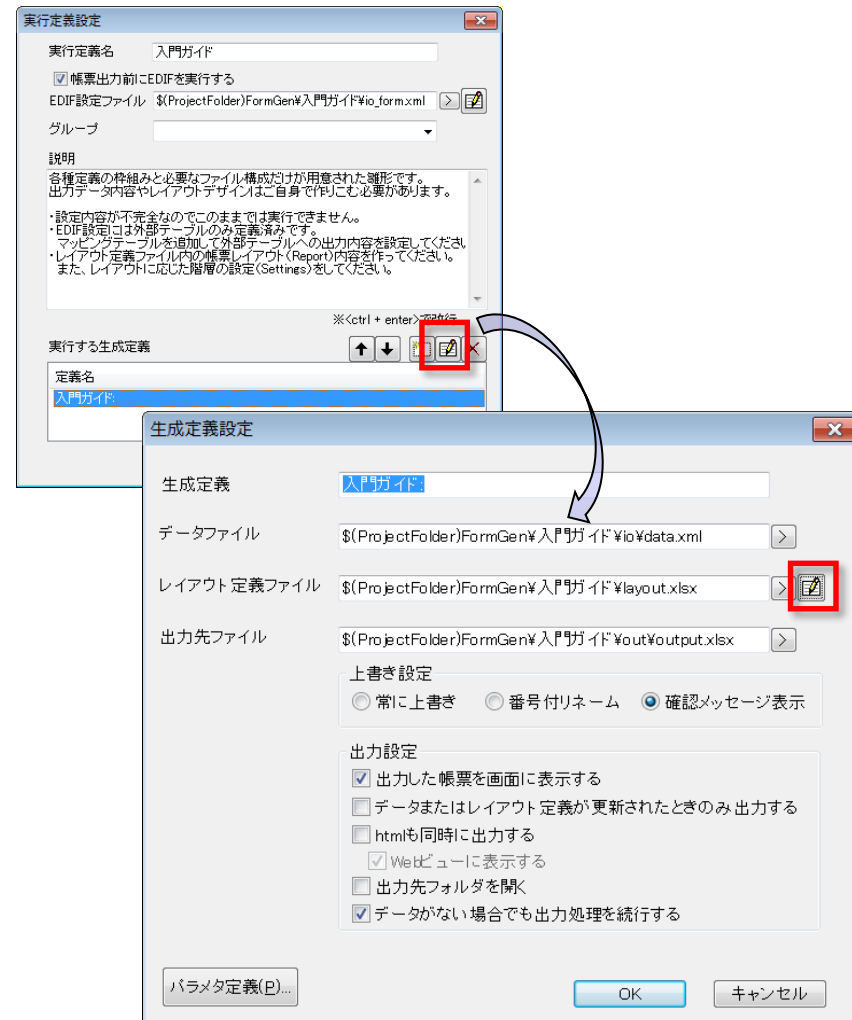 実行定義設定
実行定義名 入門ガイド
帳票出力前にEDIFを実行する
EDIF設定ファイル $(ProjectFolder)FormGen¥入門ガイド¥io_form.xml >
グループ
説明
各種定義の枠組みと必要なファイル構成だけが用意された雛形です。
出力データ内容やレイアウトデザインはご自身で作りこむ必要があります。
・設定内容が不完全なのでこのままでは実行できません。
・EDIF設定には外部テーブルのみ定義済みです。
マッピングテーブルを追加して外部テーブルへの出力内容を設定してくださ
・レイアウト定義ファイル内の帳票レイアウト(Report)内容を作ってください。
また、レイアウトに応じた階層の設定(Settings)をしてください。
※<ctrl + enter>で改行
実行する生成定義
定義名
入門ガイド:
生成定義設定
生成定義 入門ガイド:
データファイル $(ProjectFolder)FormGen¥入門ガイド¥io¥data.xml >
レイアウト定義ファイル $(ProjectFolder)FormGen¥入門ガイド¥layout.xlsx >
出力先ファイル $(ProjectFolder)FormGen¥入門ガイド¥out¥output.xlsx >
上書き設定
常に上書き 番号付リネーム 確認メッセージ表示
出力設定
出力した帳票を画面に表示する
データまたはレイアウト定義が更新されたときのみ出力する
htmlも同時に出力する
Webビューに表示する
出力先フォルダを開く
データがない場合でも出力処理を続行する
パラメタ定義(P)... OK キャンセル